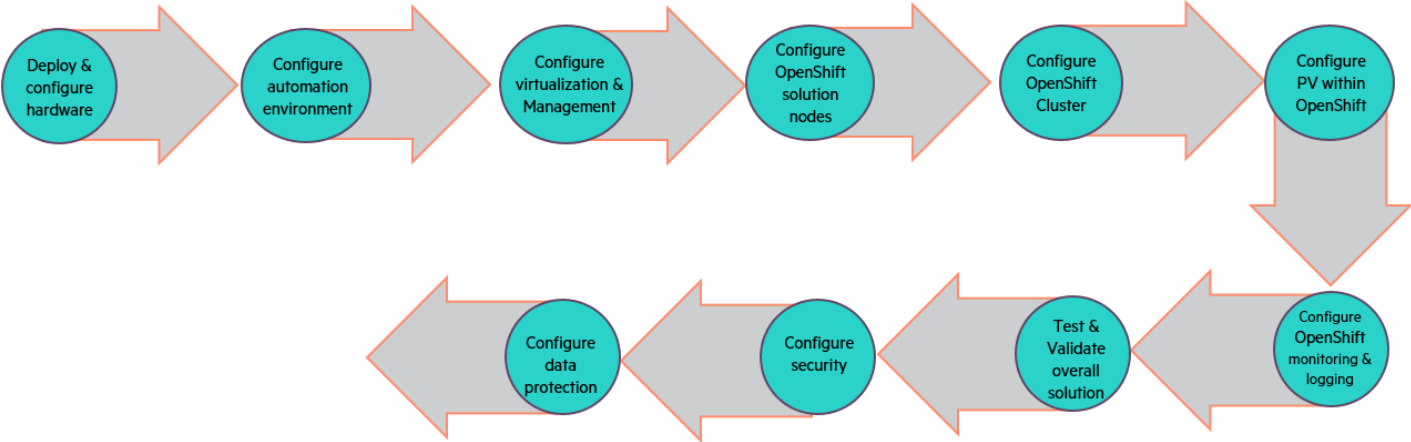 Deploy &
configure
hardware
Configure
automation
environment
Configure
virtualization &
Management
Configure
OpenShift
solution
nodes
Configure
OpenShift
Cluster
Configure
PV within
OpenShift
Configure
OpenShift
monitoring &
logging
Test &
Validate
overall
solution
Configure
security
Configure
data
protection